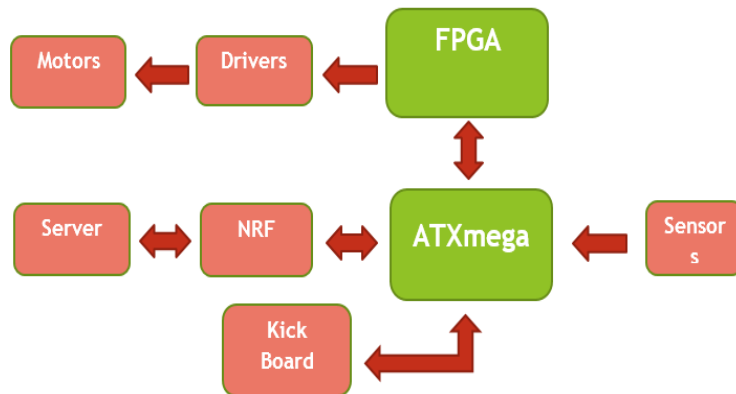 FPGA
Motors
Drivers
Server
NRF
ATXmega
Sensor
s
Kick
Board